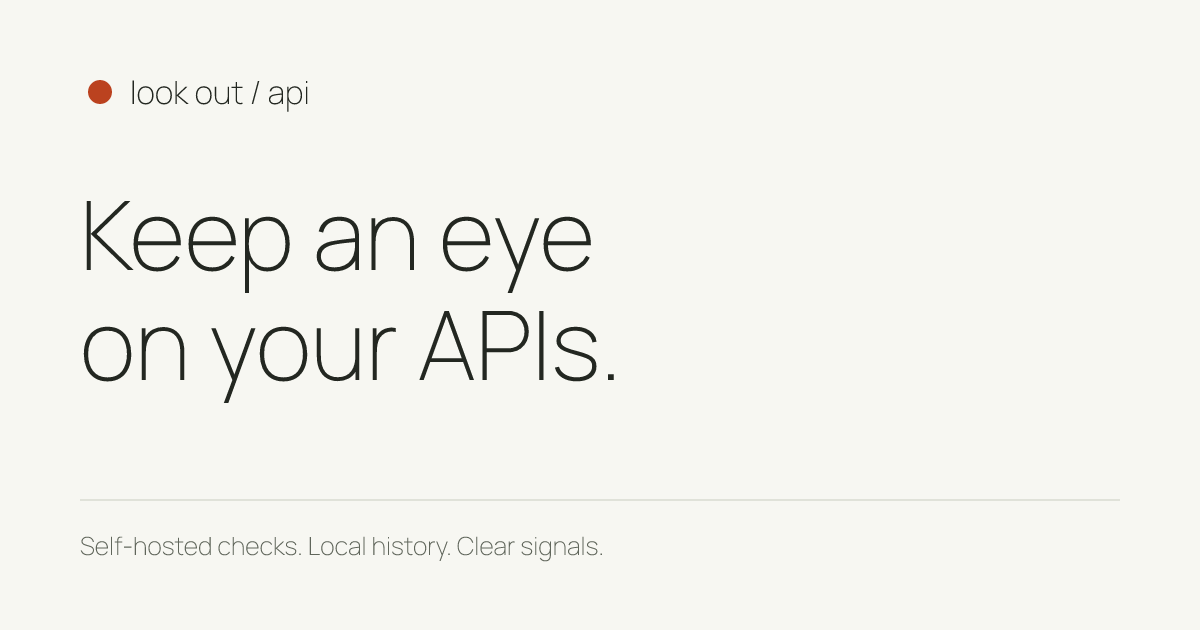 look out / api
Keep an eye
on your APIs.
Self-hosted checks. Local history. Clear signals.